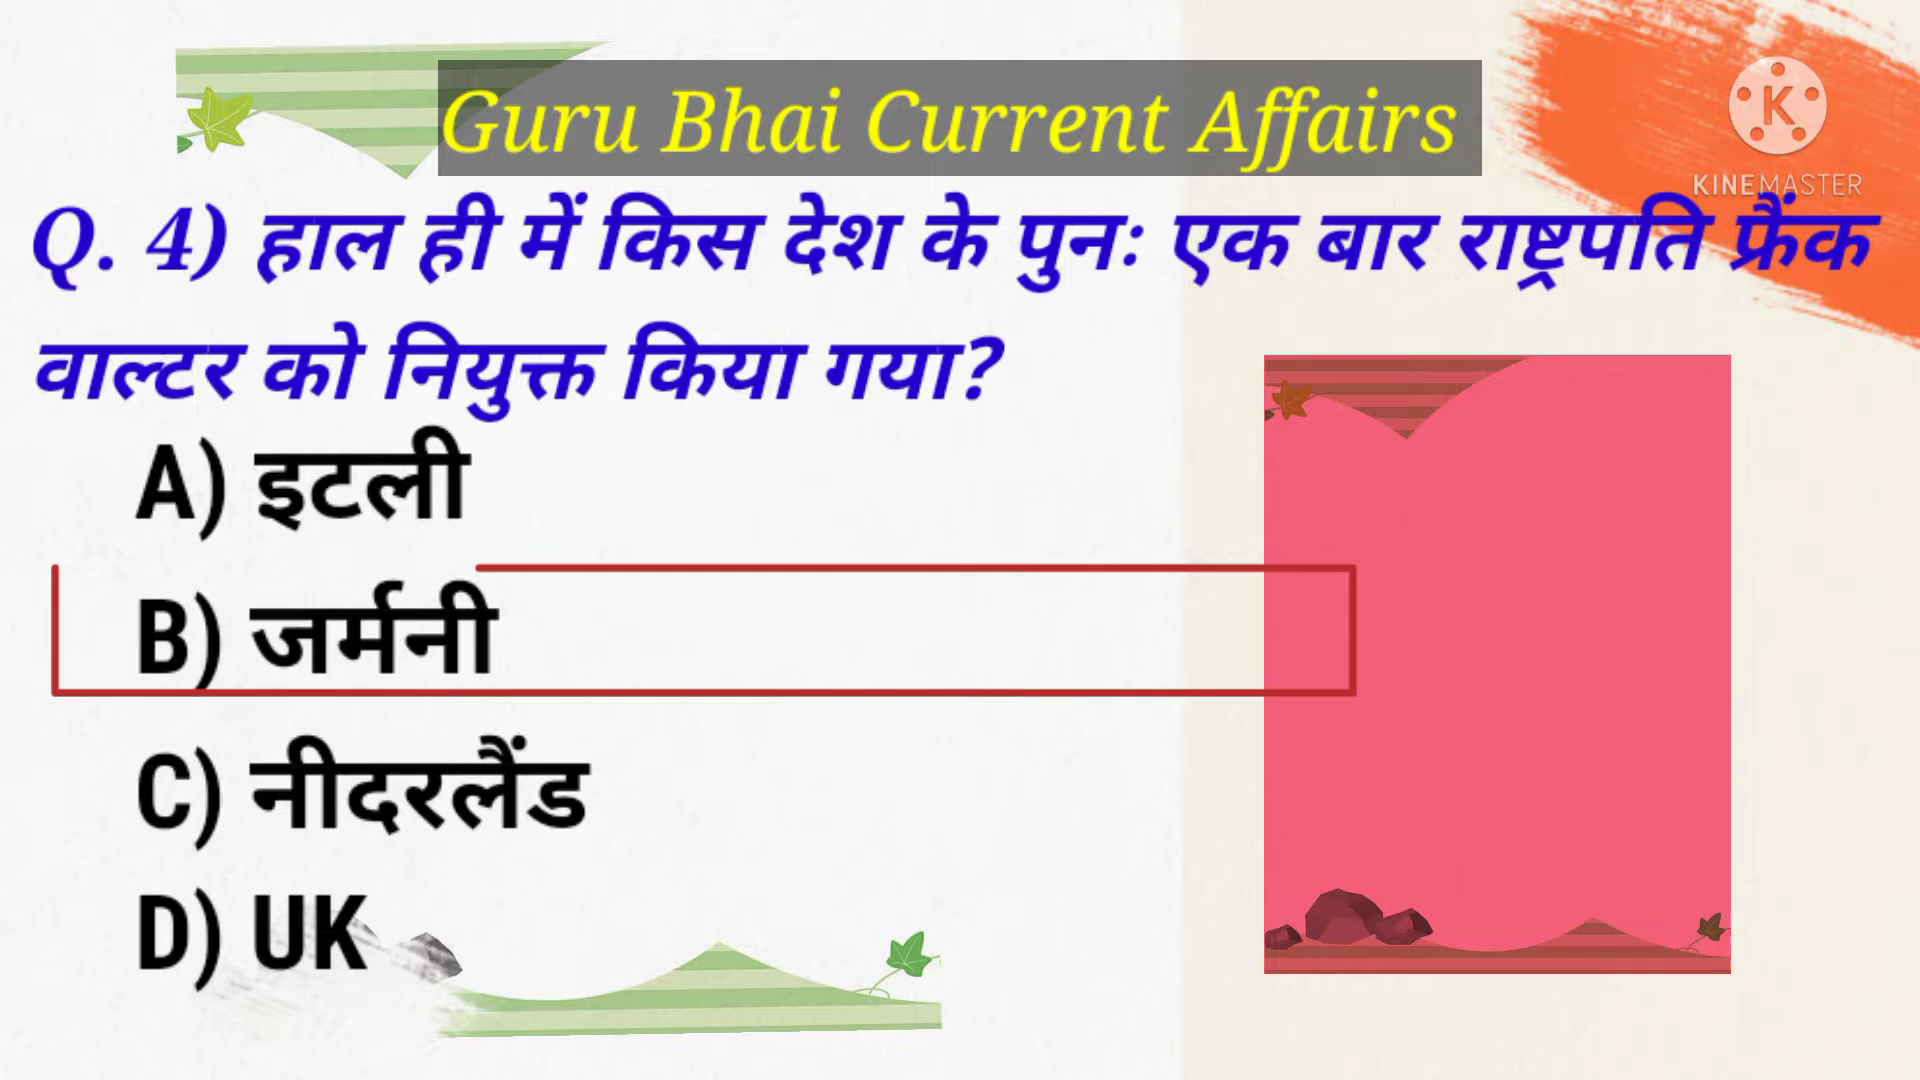 Guru Bhai Current Affairs
KINEMASTER
Q. 4) हाल ही में किस देश के पुनः एक बार राष्ट्रपति फ्रैंक
वाल्टर को नियुक्त किया गया?
A) इटली
B) जर्मनी
C) नीदरलैंड
D) UK